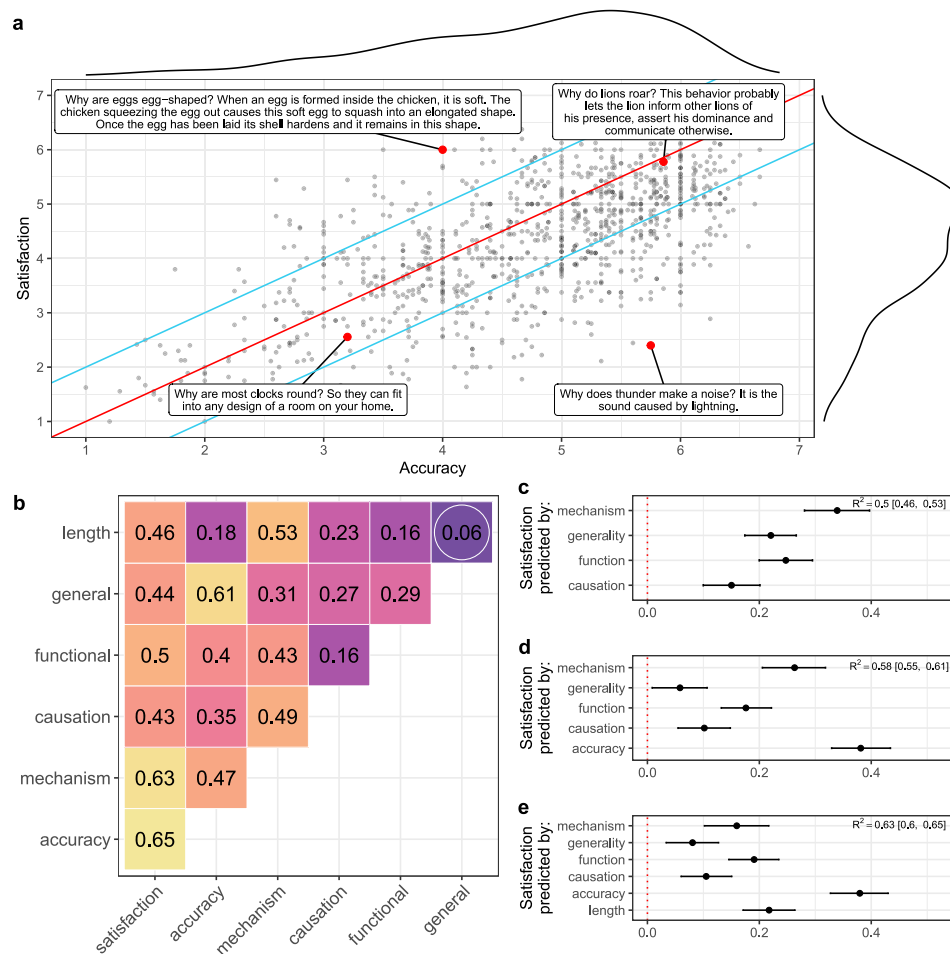 a
Why are eggs egg-shaped? When an egg is formed inside the chicken, it is soft. The
chicken squeezing the egg out causes this soft egg to squash into an elongated shape.
Once the egg has been laid its shell hardens and it remains in this shape.
Why do lions roar? This behavior probably
lets the lion inform other lions of
his presence, assert his dominance and
communicate otherwise.
Why are most clocks round? So they can fit
into any design of a room on your home.
Why does thunder make a noise? It is the
sound caused by lightning.
Satisfaction
7
6
5
4
3
2
1
1 2 3 4 5 6 7
Accuracy
b
length 0.46 0.18 0.53 0.23 0.16 0.06
general 0.44 0.61 0.31 0.27 0.29
functional 0.5 0.4 0.43 0.16
causation 0.43 0.35 0.49
mechanism 0.63 0.47
accuracy 0.65
satisfaction accuracy mechanism causation functional general
c
Satisfaction
predicted by:
R² = 0.5 [0.46, 0.53]
mechanism
generality
function
causation
0.0 0.2 0.4
d
Satisfaction
predicted by:
R² = 0.58 [0.55, 0.61]
mechanism
generality
function
causation
accuracy
0.0 0.2 0.4
e
Satisfaction
predicted by:
R² = 0.63 [0.6, 0.65]
mechanism
generality
function
causation
accuracy
length
0.0 0.2 0.4